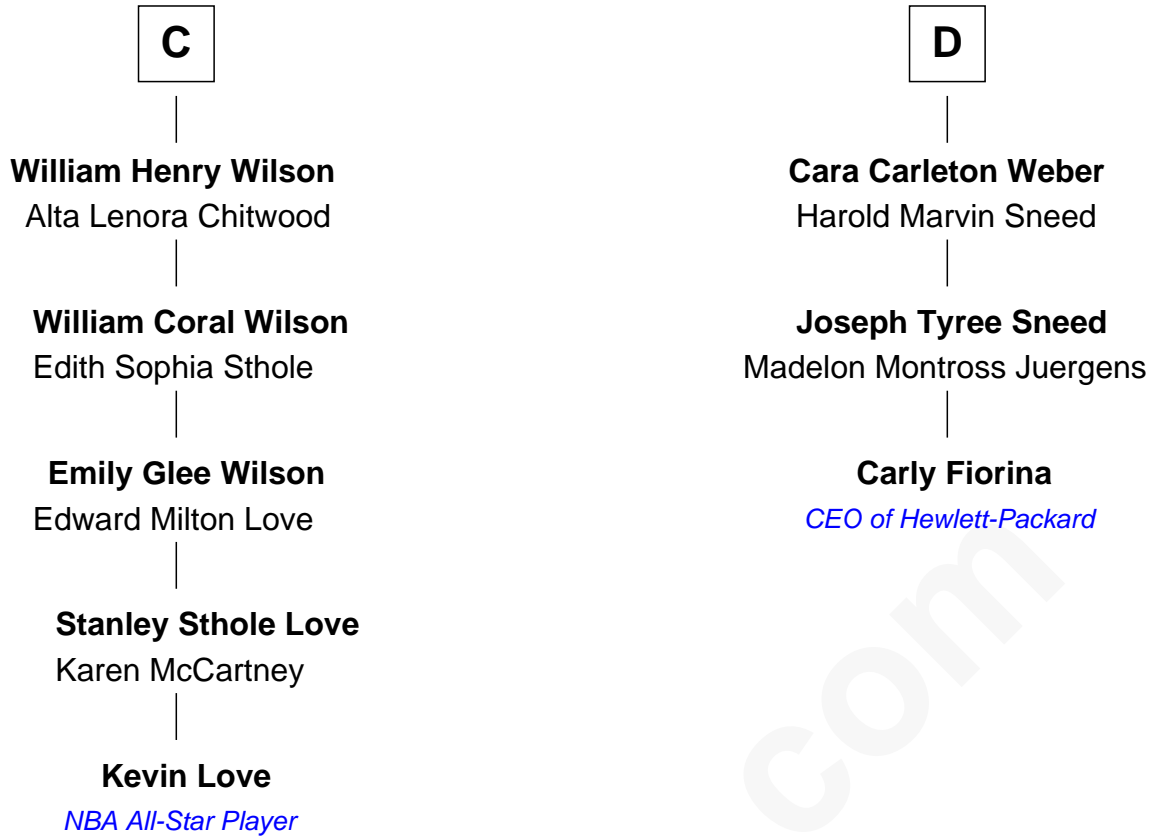 C
William Henry Wilson
Alta Lenora Chitwood
William Coral Wilson
Edith Sophia Sthole
Emily Glee Wilson
Edward Milton Love
Stanley Sthole Love
Karen McCartney
Kevin Love
NBA All-Star Player
D
Cara Carleton Weber
Harold Marvin Sneed
Joseph Tyree Sneed
Madelon Montross Juergens
Carly Fiorina
CEO of Hewlett-Packard
com